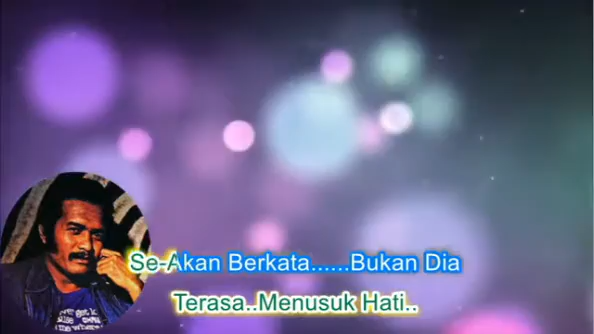 Se-Akan Berkata......Bukan Dia
Terasa..Menusuk Hati..